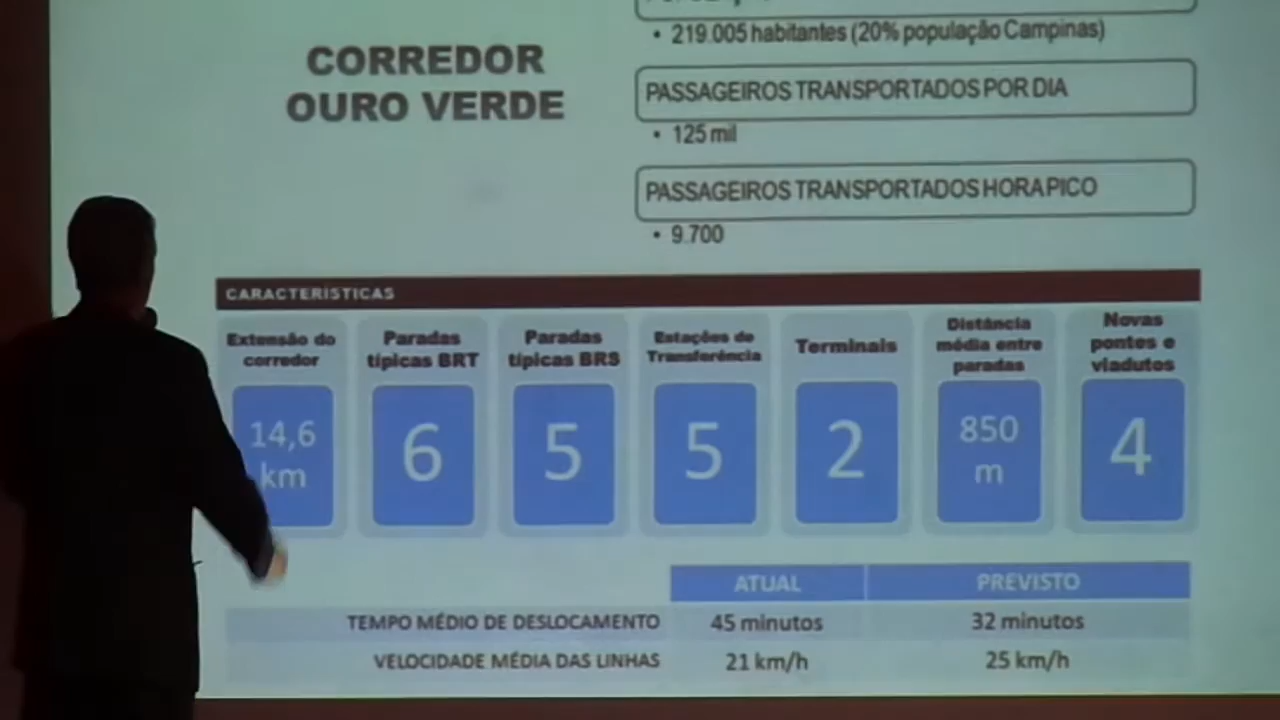 CORREDOR
OURO VERDE
• 219.005 habitantes (20% população Campinas)
PASSAGEIROS TRANSPORTADOS POR DIA
• 125 mil
PASSAGEIROS TRANSPORTADOS HORA PICO
• 9.700
CARACTERÍSTICAS
Extensão do
corredor
14,6
km
Paradas
típicas BRT
6
Paradas
típicas BRS
5
Estações de
Transferência
5
Terminais
2
Distância
média entre
paradas
850
m
Novas
pontes e
viadutos
4
ATUAL PREVISTO
TEMPO MÉDIO DE DESLOCAMENTO 45 minutos 32 minutos
VELOCIDADE MÉDIA DAS LINHAS 21 km/h 25 km/h